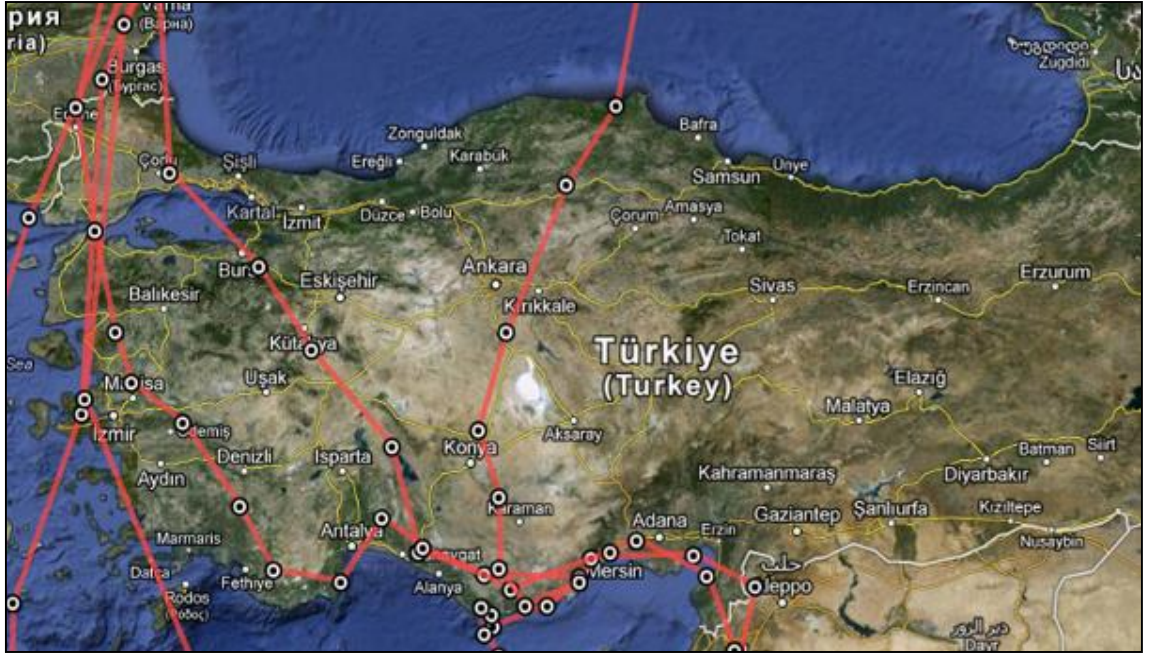 рия
ria)
Varna
(Варна)
Burgas
(Бургас)
Zugdidi
Zonguldak
Bafra
Karabük
Ereğli
Çorlu
Şişli
Ünye
Samsun
Kartal
İzmit
Düzce
Bolu
Çorum
Amasya
Tokat
Ankara
Eskişehir
Balıkesir
Kırıkkale
Sivas
Erzincan
Erzurum
Türkiye
(Turkey)
Sea
Uşak
Elazığ
Malatya
İzmir
Ödemiş
Denizli
Isparta
Konya
Aksaray
Batman
Siirt
Aydın
Kahramanmaraş
Diyarbakır
Karaman
Gaziantep
Şanlıurfa
Kızıltepe
Antalya
Adana
Erzin
Nusaybin
Marmaris
Datça
Fethiye
Alanya
Mersin
حلب
Aleppo
Rodos
(Ρόδος)
دير الزور